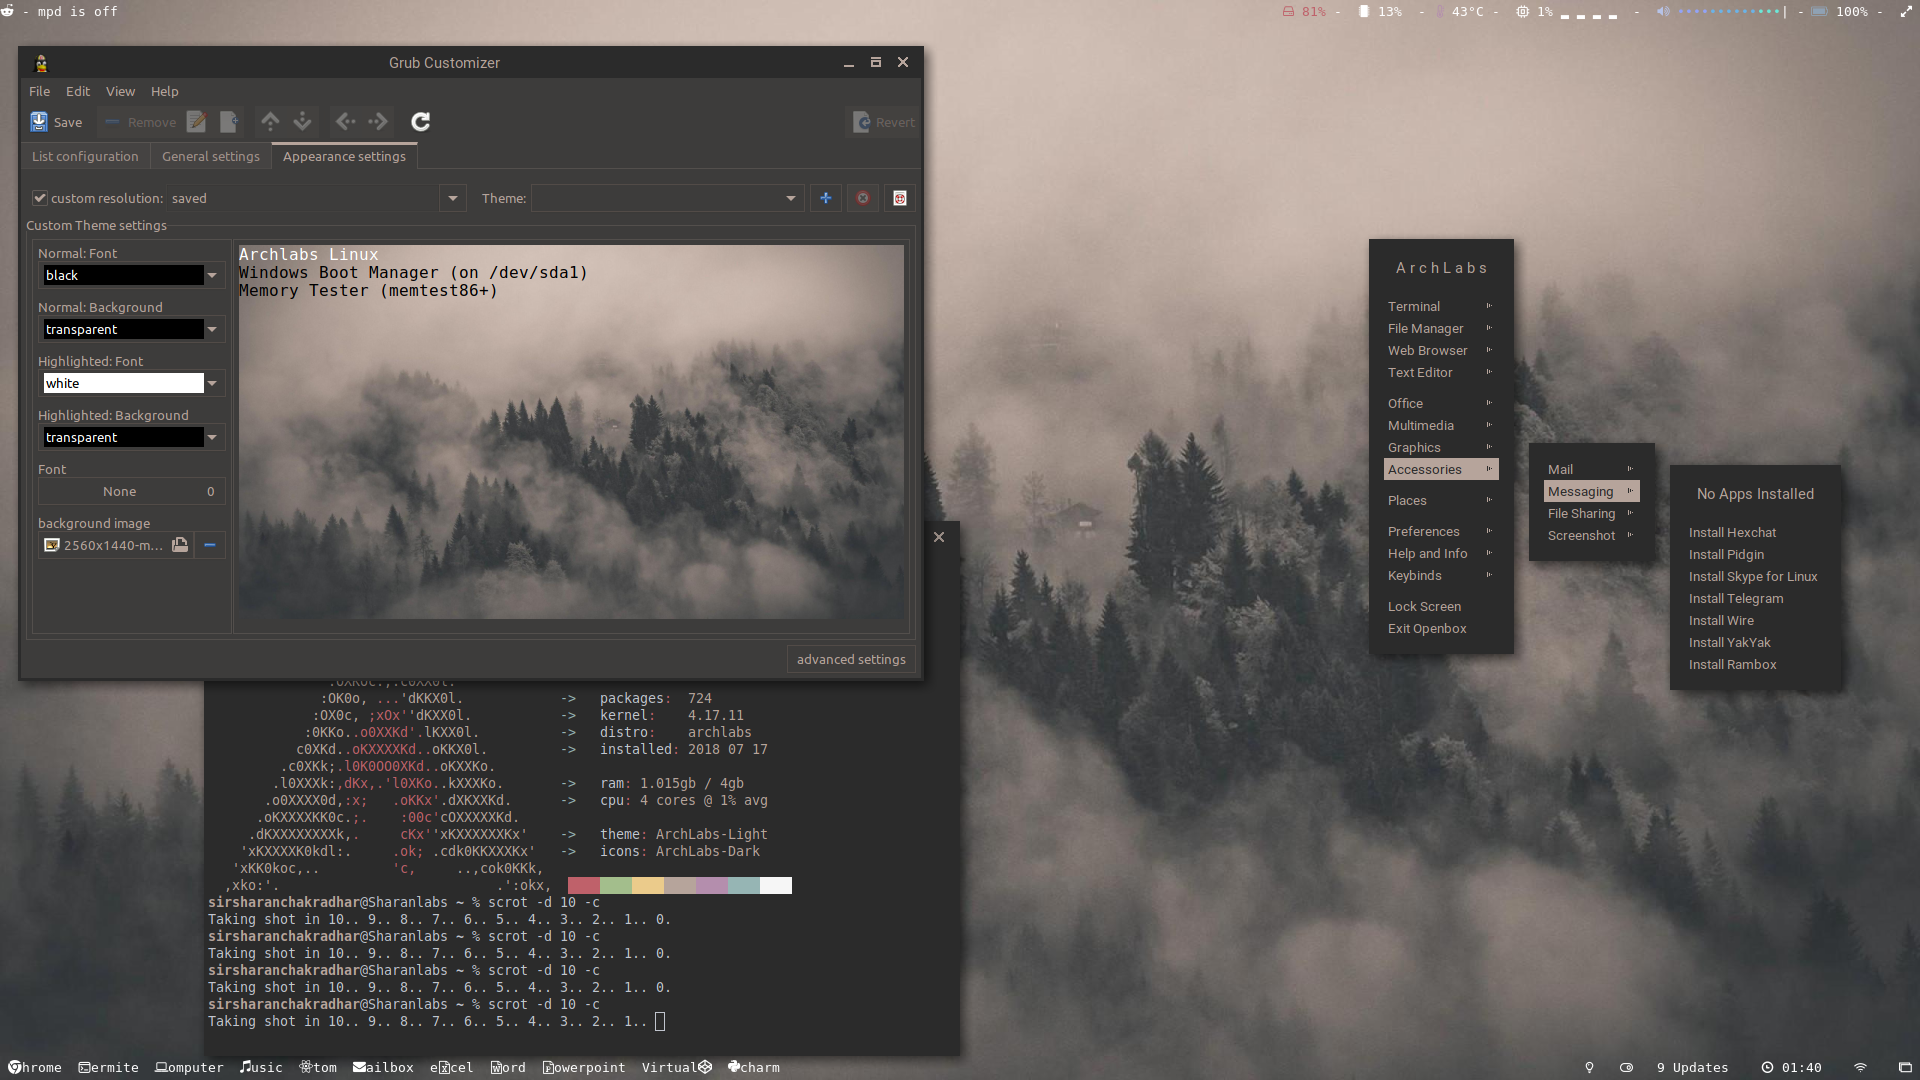 - mpd is off
81% - 13% - 43°C - 1% - | - 100% -
Grub Customizer
File Edit View Help
Save Remove Revert
List configuration General settings Appearance settings
custom resolution: saved Theme:
Custom Theme settings
Normal: Font
black
Normal: Background
transparent
Highlighted: Font
white
Highlighted: Background
transparent
Font
None 0
background image
2560x1440-m...
Archlabs Linux
Windows Boot Manager (on /dev/sda1)
Memory Tester (memtest86+)
advanced settings
ArchLabs
Terminal
File Manager
Web Browser
Text Editor
Office
Multimedia
Graphics
Accessories
Places
Preferences
Help and Info
Keybinds
Lock Screen
Exit Openbox
Mail
Messaging
File Sharing
Screenshot
No Apps Installed
Install Hexchat
Install Pidgin
Install Skype for Linux
Install Telegram
Install Wire
Install YakYak
Install Rambox
:OK0o, ...'dKKX0l. -> packages: 724
:OX0c, ;xOx''dKXX0l. -> kernel: 4.17.11
:0KKo..o0XXKd'.lKXX0l. -> distro: archlabs
c0XKd..oKXXXXKd..oKKX0l. -> installed: 2018 07 17
.c0XKk;.l0K0OO0XKd..oKXXKo.
.l0XXXk:,dKx,.'l0XKo..kXXXKo. -> ram: 1.015gb / 4gb
.o0XXXX0d,:x; .oKKx'.dXKXXKd. -> cpu: 4 cores @ 1% avg
.oKXXXXKK0c.;. :00c'cOXXXXXKd.
.dKXXXXXXXXk,. cKx''xKXXXXXXKx' -> theme: ArchLabs-Light
'xKXXXXK0kdl:. .ok; .cdk0KKXXXKx' -> icons: ArchLabs-Dark
'xKK0koc,.. 'c, ..,cok0KKk,
,xko:'. .':okx,
sirsharanchakradhar@Sharanlabs ~ % scrot -d 10 -c
Taking shot in 10.. 9.. 8.. 7.. 6.. 5.. 4.. 3.. 2.. 1.. 0.
sirsharanchakradhar@Sharanlabs ~ % scrot -d 10 -c
Taking shot in 10.. 9.. 8.. 7.. 6.. 5.. 4.. 3.. 2.. 1.. 0.
sirsharanchakradhar@Sharanlabs ~ % scrot -d 10 -c
Taking shot in 10.. 9.. 8.. 7.. 6.. 5.. 4.. 3.. 2.. 1.. 0.
sirsharanchakradhar@Sharanlabs ~ % scrot -d 10 -c
Taking shot in 10.. 9.. 8.. 7.. 6.. 5.. 4.. 3.. 2.. 1..
hrome ermite omputer usic tom ailbox e cel ord owerpoint Virtual charm 9 Updates 01:40